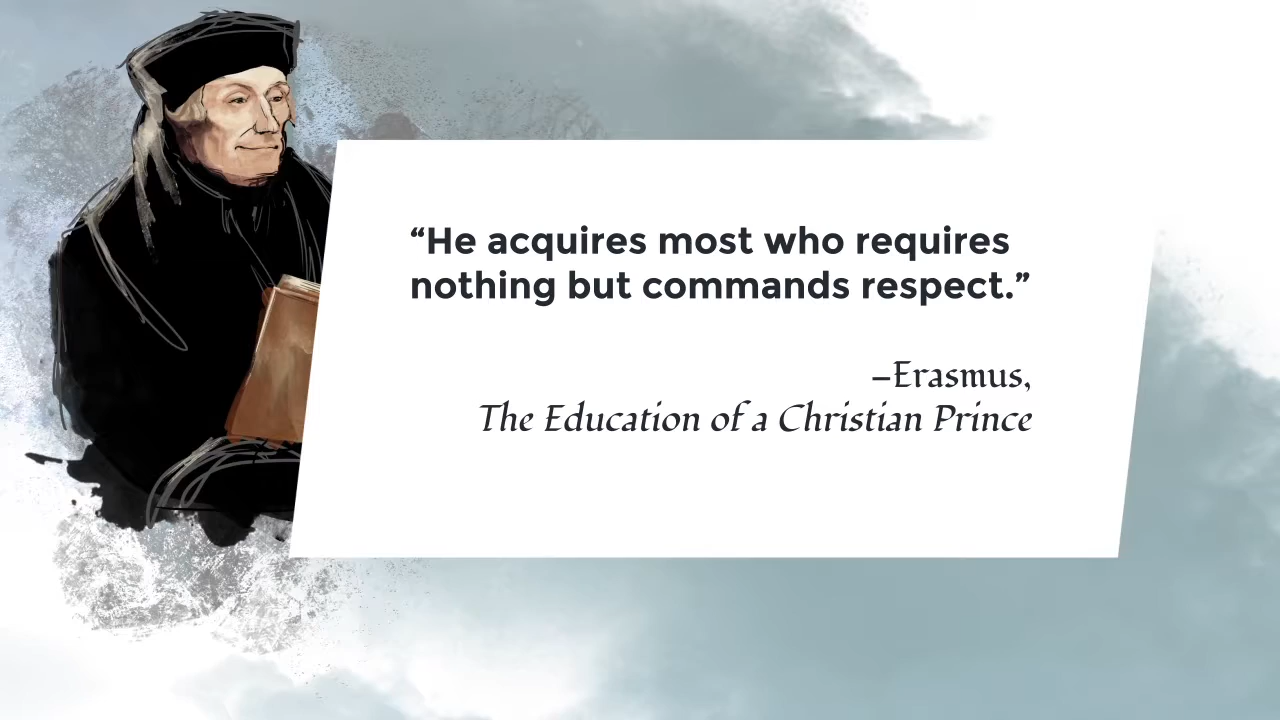 “He acquires most who requires
nothing but commands respect.”
–Erasmus,
The Education of a Christian Prince